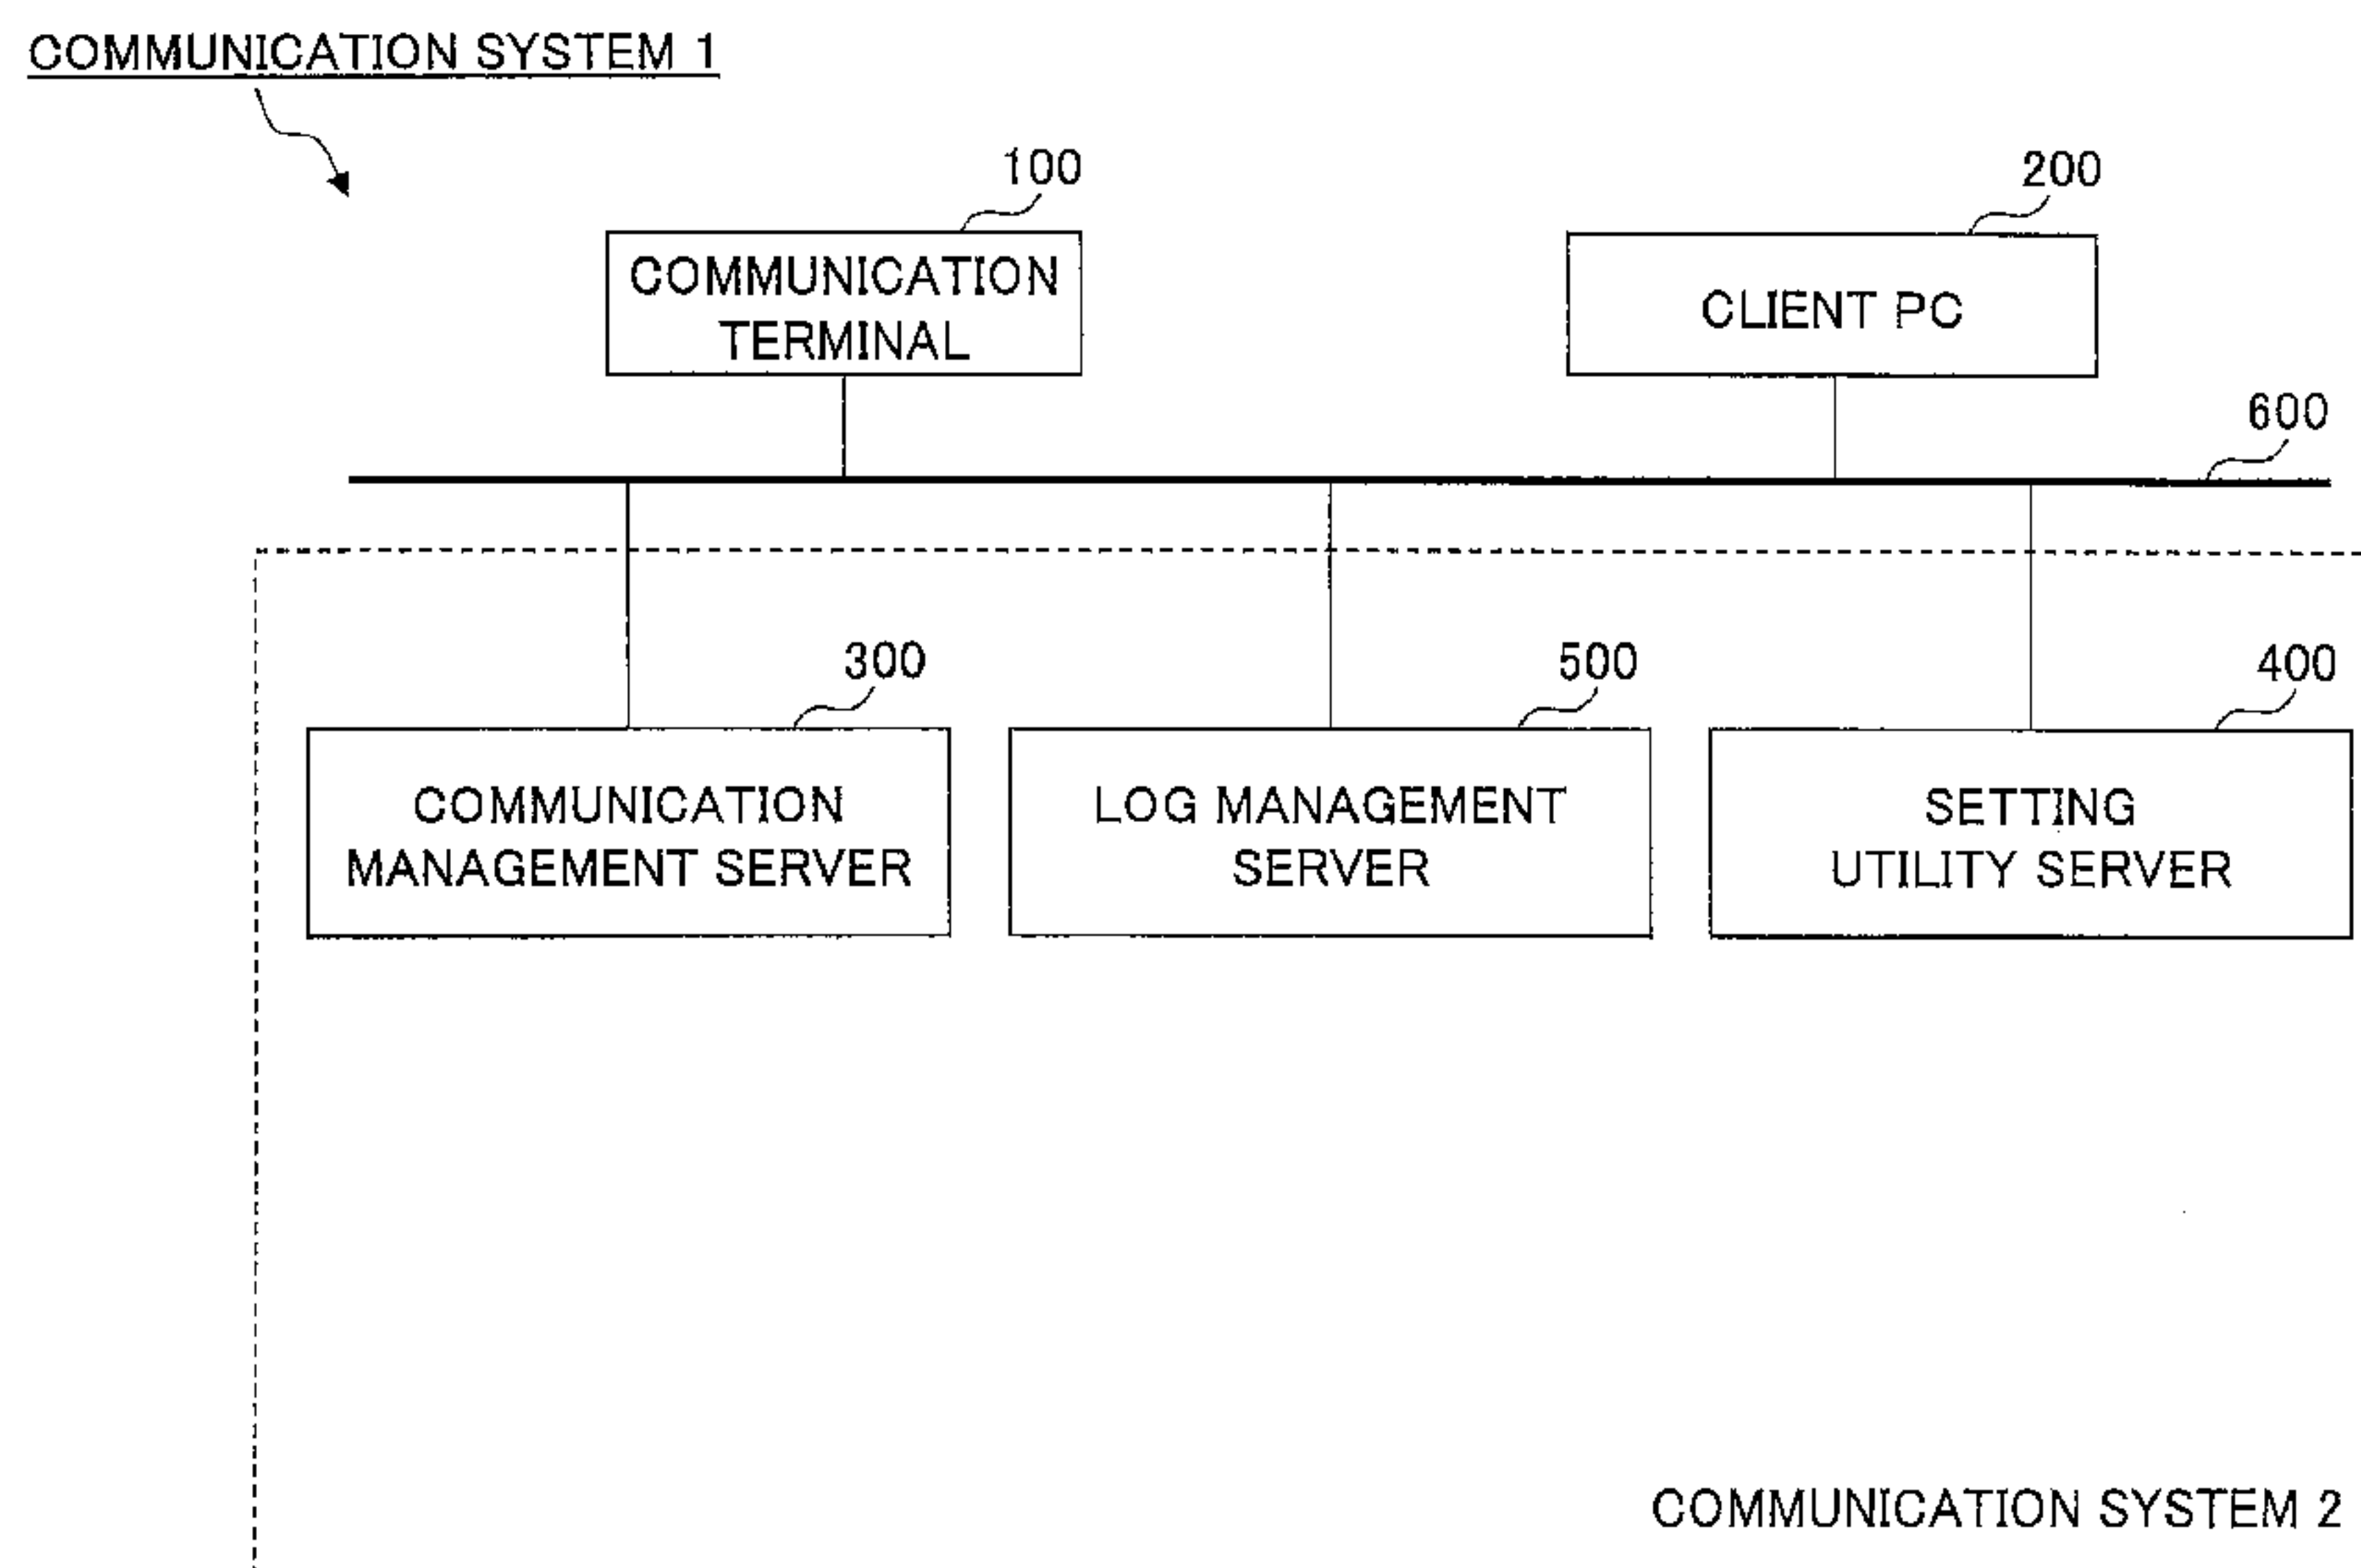 COMMUNICATION SYSTEM 1
100
200
COMMUNICATION
TERMINAL
CLIENT PC
600
300
500
400
COMMUNICATION
MANAGEMENT SERVER
LOG MANAGEMENT
SERVER
SETTING
UTILITY SERVER
COMMUNICATION SYSTEM 2